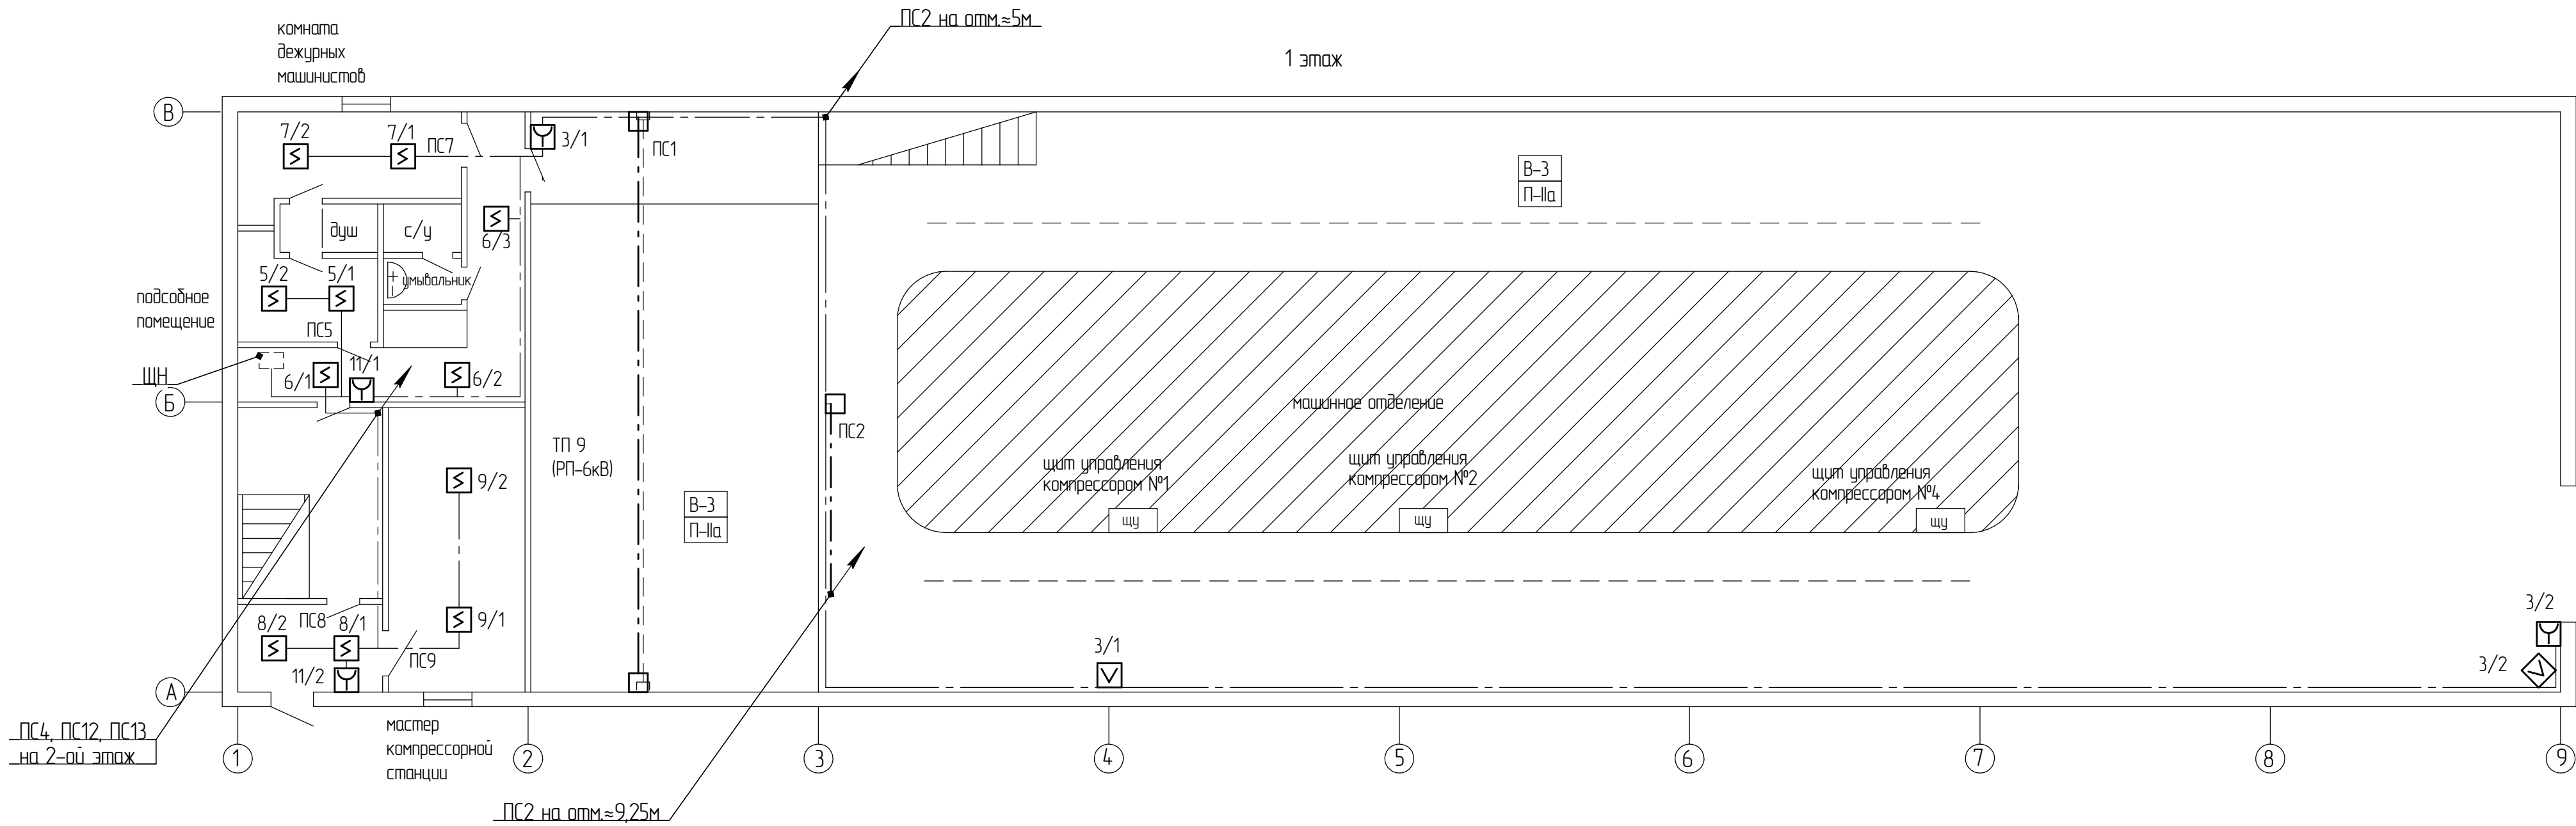 ПС2 на отм.≈5м
комната
дежурных
машинистов
1 этаж
В
7/2
7/1
ПС7
3/1
ПС1
В-3
П-IIа
душ
с/у
6/3
5/2
5/1
умывальник
подсобное
помещение
ПС5
11/1
ЩН
6/1
6/2
Б
машинное отделение
ПС2
ТП 9
(РП-6кВ)
щит управления
компрессором №1
щит управления
компрессором №2
щит управления
компрессором №4
9/2
В-3
П-IIа
щу
щу
щу
3/2
ПС8
8/2
8/1
9/1
3/1
ПС9
3/2
11/2
А
ПС4, ПС12, ПС13
на 2-ой этаж
мастер
компрессорной
станции
1
2
3
4
5
6
7
8
9
ПС2 на отм.≈9,25м